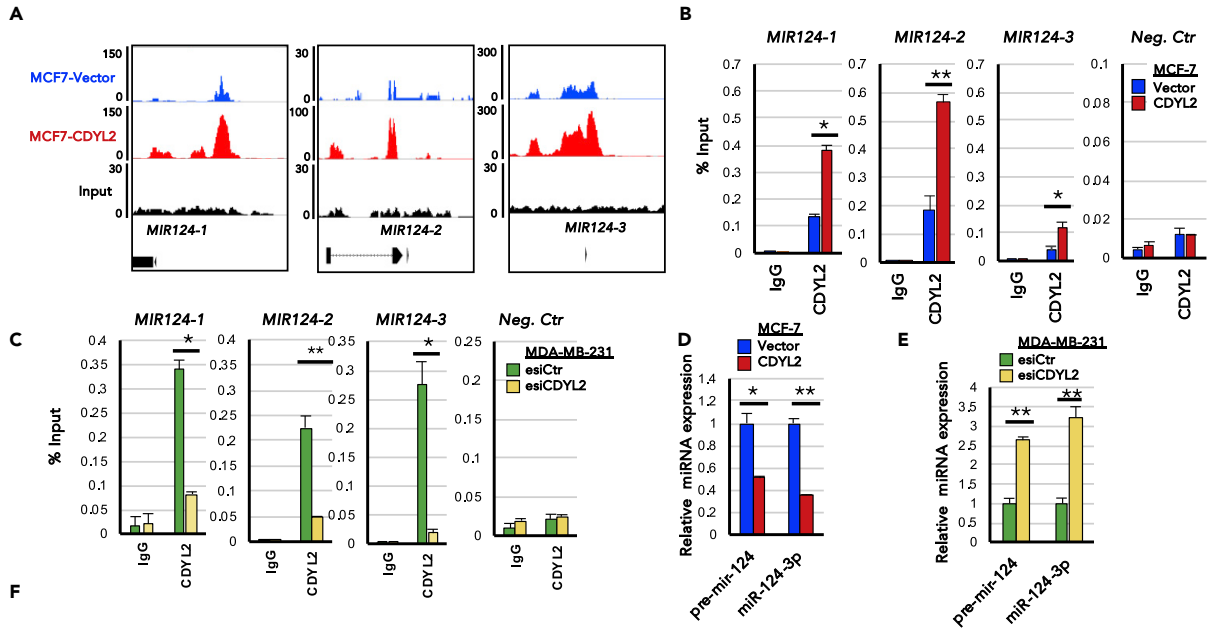 A
150
0
150
0
30
0
MCF7-Vector
MCF7-CDYL2
Input
MIR124-1
30
0
100
0
30
0
MIR124-2
300
0
300
0
30
0
MIR124-3
B
% Input
MIR124-1
0.7
0.6
0.5
0.4
0.3
0.2
0.1
0
IgG
CDYL2
*
MIR124-2
0.7
0.6
0.5
0.4
0.3
0.2
0.1
0
IgG
CDYL2
**
MIR124-3
0.7
0.6
0.5
0.4
0.3
0.2
0.1
0
IgG
CDYL2
*
Neg. Ctr
0.1
0.08
0.06
0.04
0.02
0
IgG
CDYL2
MCF-7
Vector
CDYL2
C
% Input
MIR124-1
0.4
0.35
0.3
0.25
0.2
0.15
0.1
0.05
0
IgG
CDYL2
*
MIR124-2
0.4
0.35
0.3
0.25
0.2
0.15
0.1
0.05
0
IgG
CDYL2
**
MIR124-3
0.35
0.3
0.25
0.2
0.15
0.1
0.05
0
IgG
CDYL2
*
Neg. Ctr
0.25
0.2
0.15
0.1
0.05
0
IgG
CDYL2
MDA-MB-231
esiCtr
esiCDYL2
D
MCF-7
Vector
CDYL2
Relative miRNA expression
1.4
1.2
1
0.8
0.6
0.4
0.2
0
*
**
pre-mir-124
miR-124-3p
E
MDA-MB-231
esiCtr
esiCDYL2
Relative miRNA expression
4
3.5
3
2.5
2
1.5
1
0.5
0
**
**
pre-mir-124
miR-124-3p
F